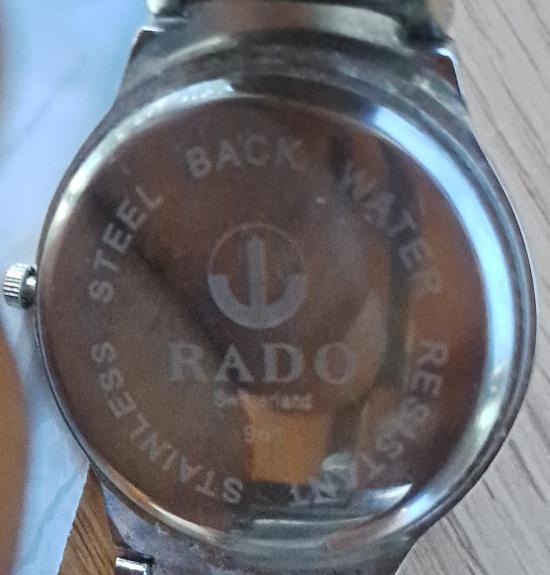 STAINLESS STEEL BACK WATER RESISTANT
RADO
Switzerland